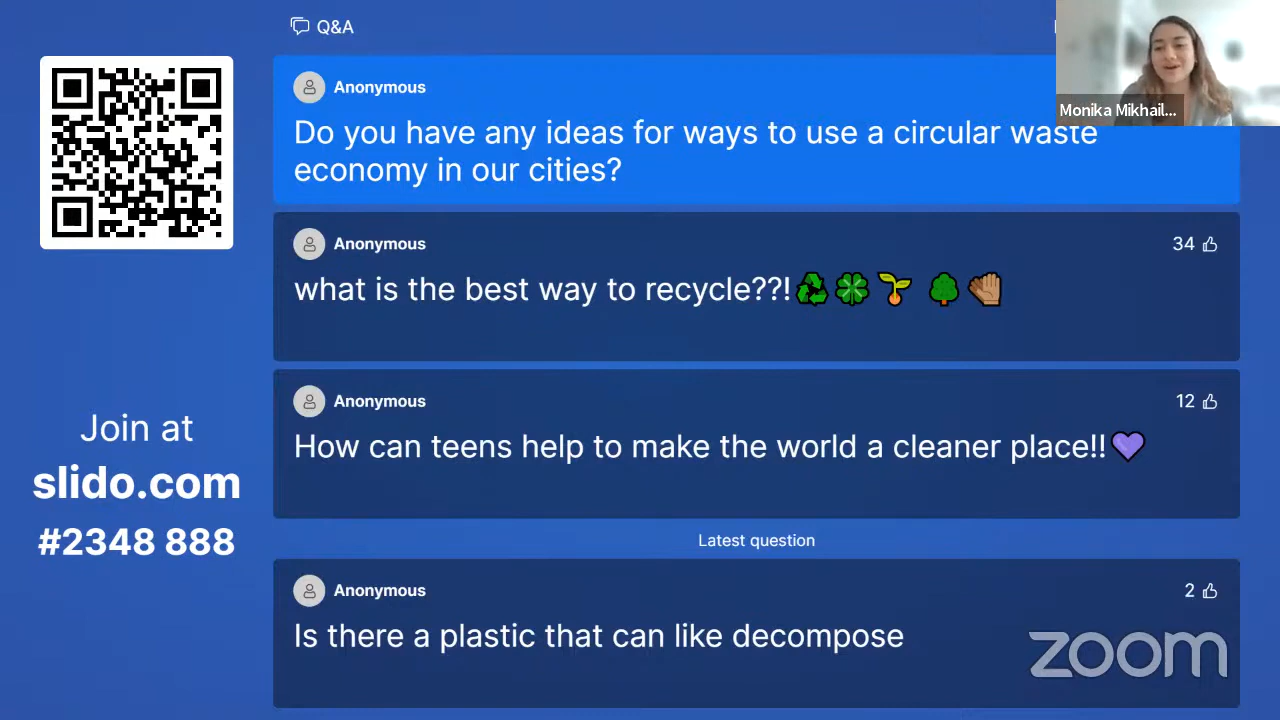 Q&A
Monika Mikhail...
Anonymous
Do you have any ideas for ways to use a circular waste
economy in our cities?
Anonymous
34
what is the best way to recycle??!♻️🍀🌱 🌳👏🏽
Anonymous
12
How can teens help to make the world a cleaner place!!💜
Join at
slido.com
#2348 888
Latest question
Anonymous
2
Is there a plastic that can like decompose
zoom